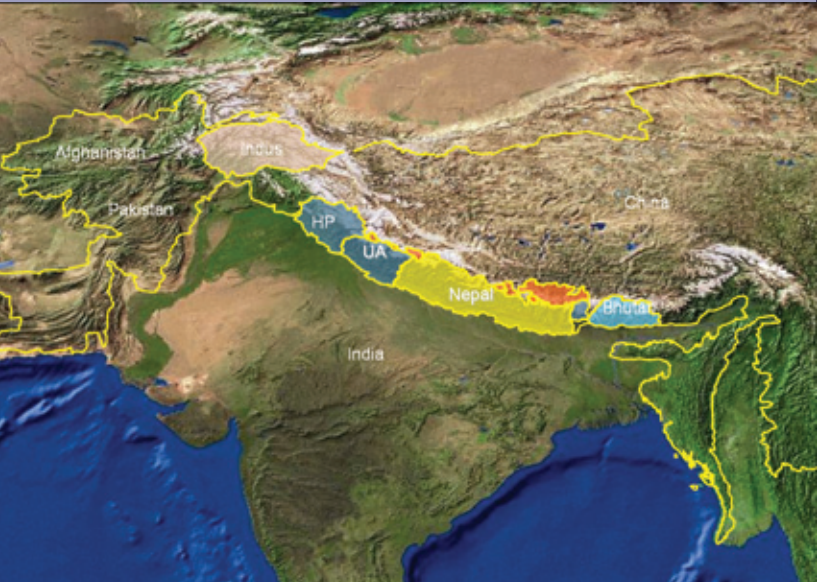 Afghanistan
Indus
Pakistan
China
HP
UA
Nepal
Bhutan
India